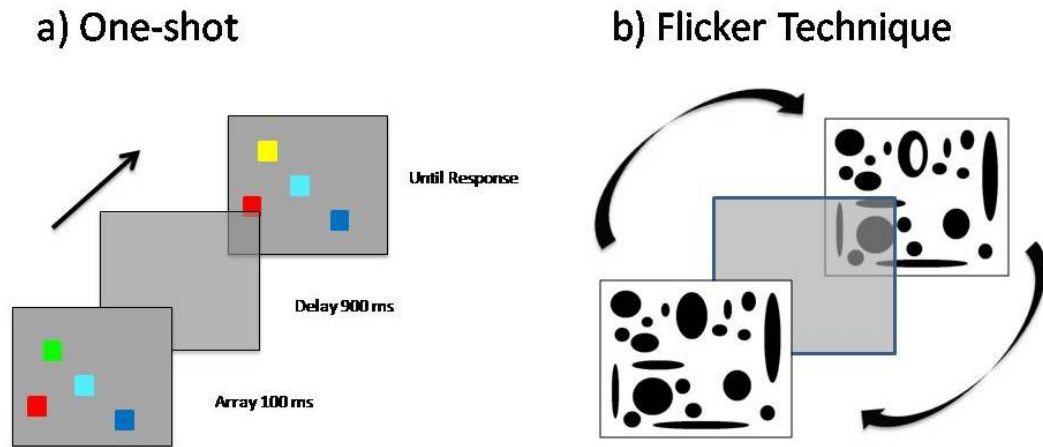 a) One-shot
b) Flicker Technique
Until Response
Delay 900 ms
Array 100 ms